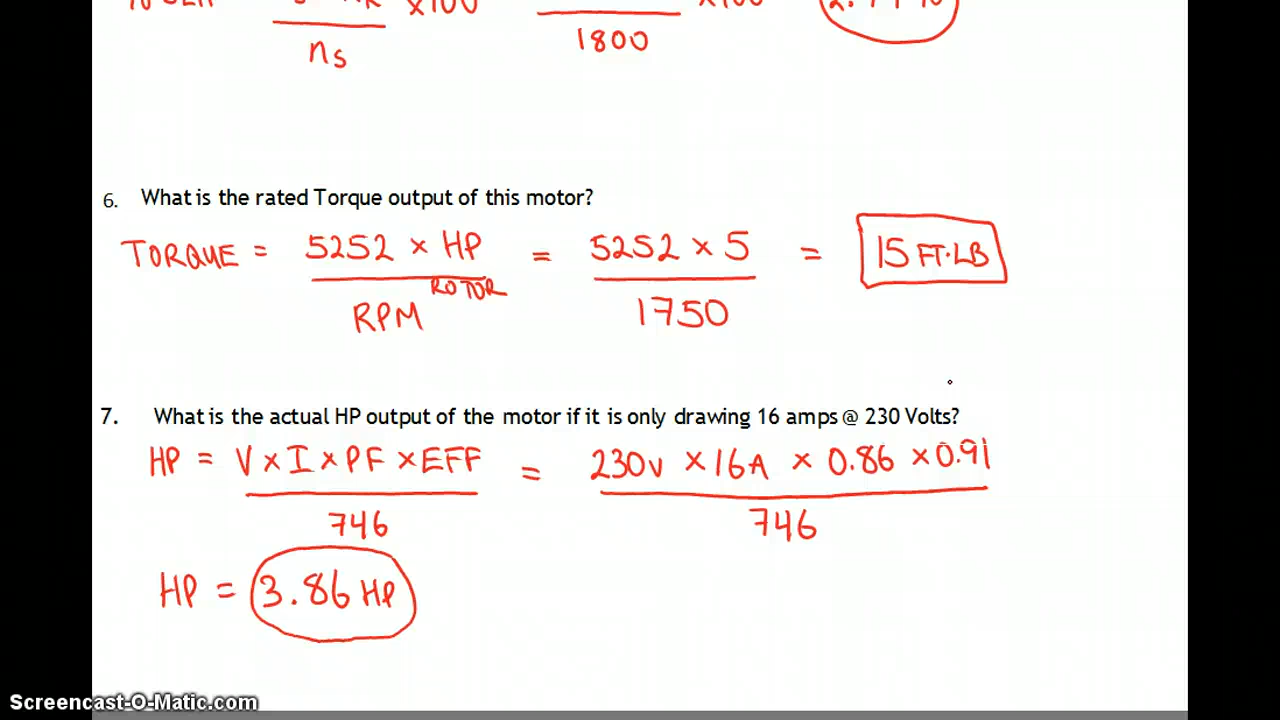 ×100
×100
ns
1800
6. What is the rated Torque output of this motor?
TORQUE = 5252 × HP / RPM ROTOR = 5252 × 5 / 1750 = 15 FT·LB
7. What is the actual HP output of the motor if it is only drawing 16 amps @ 230 Volts?
HP = V × I × PF × EFF / 746 = 230V × 16A × 0.86 × 0.91 / 746
HP = 3.86 HP
Screencast-O-Matic.com